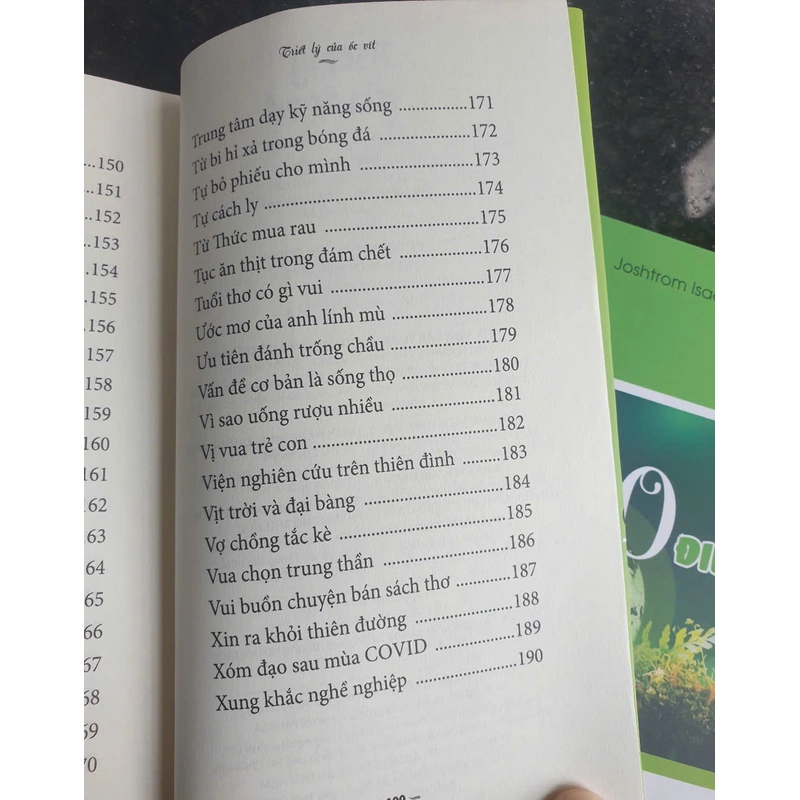 ...150
...151
152
153
154
155
156
157
158
159
160
161
62
63
64
65
66
67
68
69
70
Triết lý của ốc vít
Trung tâm dạy kỹ năng sống ................171
Từ bi hỉ xả trong bóng đá ....................172
Tự bỏ phiếu cho mình ........................173
Tự cách ly ...........................................174
Từ Thức mua rau ................................175
Tục ăn thịt trong đám chết .................176
Tuổi thơ có gì vui ................................177
Ước mơ của anh lính mù ....................178
Ưu tiên đánh trống chầu .....................179
Vấn đề cơ bản là sống thọ ...................180
Vì sao uống rượu nhiều ......................181
Vị vua trẻ con ......................................182
Viện nghiên cứu trên thiên đình .........183
Vịt trời và đại bàng ..............................184
Vợ chồng tắc kè ...................................185
Vua chọn trung thần ...........................186
Vui buồn chuyện bán sách thơ ............187
Xin ra khỏi thiên đường ......................188
Xóm đạo sau mùa COVID .................189
Xung khắc nghề nghiệp .......................190
Joshtrom Isa